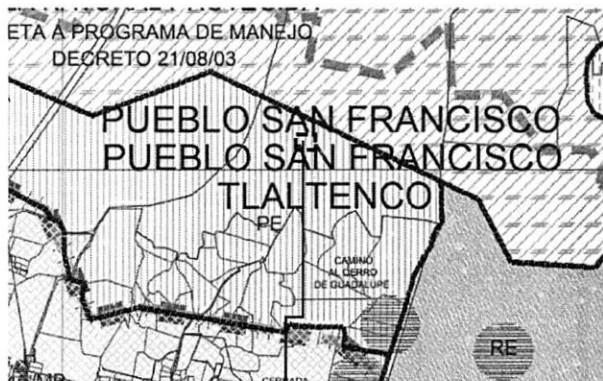 ETA A PROGRAMA DE MANEJO
DECRETO 21/08/03
PUEBLO SAN FRANCISCO
PUEBLO SAN FRANCISCO
TLALTENCO
PE
CAMINO
AL CERRO
DE GUADALUPE
RE
CERRADA